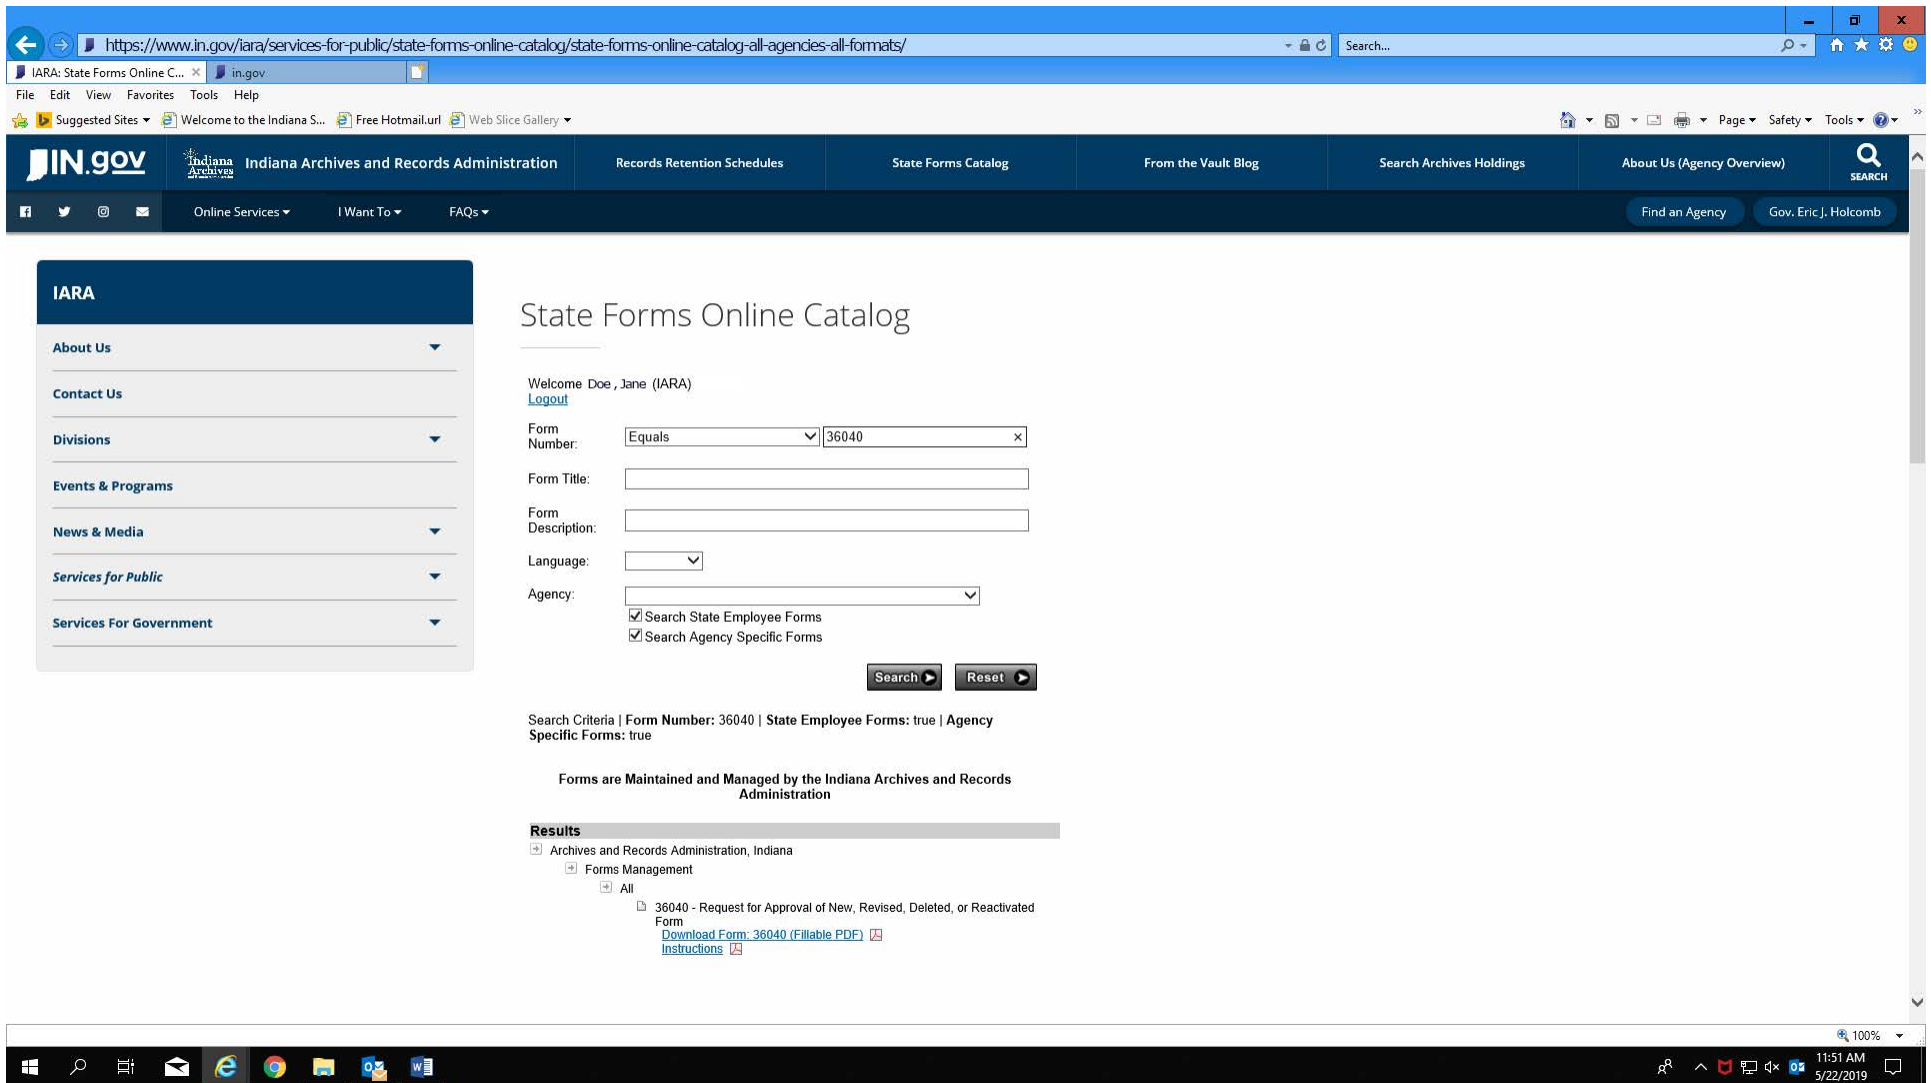 https://www.in.gov/iara/services-for-public/state-forms-online-catalog/state-forms-online-catalog-all-agencies-all-formats/
Search...
IARA: State Forms Online C...
in.gov
File Edit View Favorites Tools Help
Suggested Sites Welcome to the Indiana S... Free Hotmail.url Web Slice Gallery
Page Safety Tools
IN.gov
Indiana Archives
Indiana Archives and Records Administration
Records Retention Schedules
State Forms Catalog
From the Vault Blog
Search Archives Holdings
About Us (Agency Overview)
SEARCH
Online Services I Want To FAQs
Find an Agency
Gov. Eric J. Holcomb
IARA
About Us
Contact Us
Divisions
Events & Programs
News & Media
Services for Public
Services For Government
State Forms Online Catalog
Welcome Doe , Jane (IARA)
Logout
Form
Number:
Equals
36040
Form Title:
Form
Description:
Language:
Agency:
Search State Employee Forms
Search Agency Specific Forms
Search
Reset
Search Criteria | Form Number: 36040 | State Employee Forms: true | Agency
Specific Forms: true
Forms are Maintained and Managed by the Indiana Archives and Records
Administration
Results
Archives and Records Administration, Indiana
Forms Management
All
36040 - Request for Approval of New, Revised, Deleted, or Reactivated
Form
Download Form: 36040 (Fillable PDF)
Instructions
100%
11:51 AM
5/22/2019